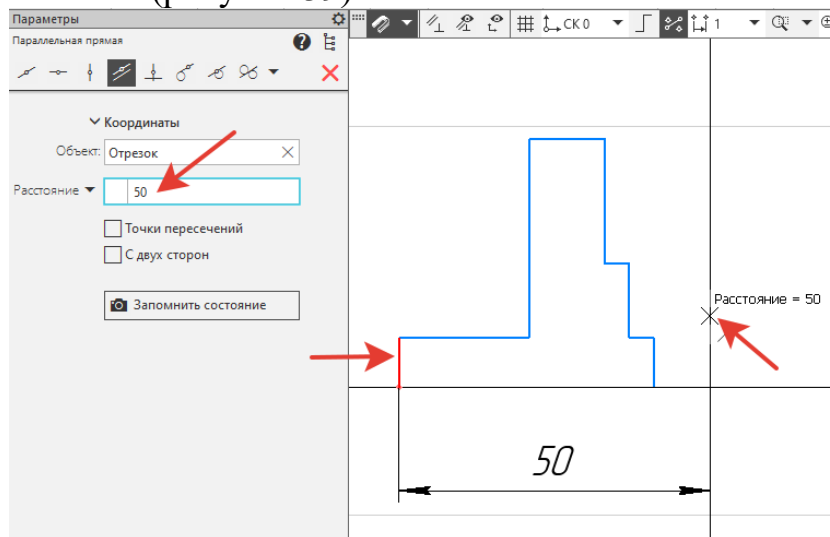 Параметры
СК 0
1
Параллельная прямая
Координаты
Объект: Отрезок
Расстояние 50
Точки пересечений
С двух сторон
Запомнить состояние
Расстояние = 50
50